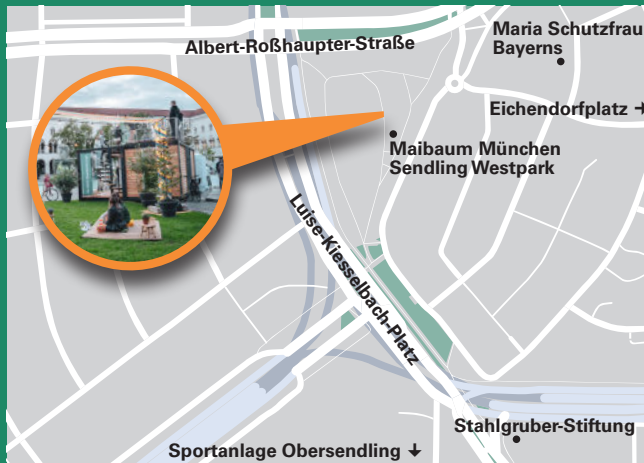 Albert-Roßhaupter-Straße
Maria Schutzfrau
Bayerns
Eichendorfplatz
Maibaum München
Sendling Westpark
Luise-Kiesselbach-Platz
Stahlgruber-Stiftung
Sportanlage Obersendling